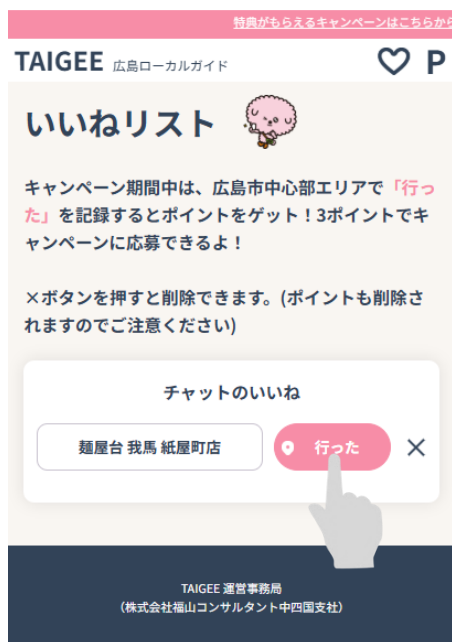 特典がもらえるキャンペーンはこちらから
TAIGEE 広島ローカルガイド
P
いいねリスト
キャンペーン期間中は、広島市中心部エリアで「行っ
た」を記録するとポイントをゲット！3ポイントでキ
ャンペーンに応募できるよ！
×ボタンを押すと削除できます。(ポイントも削除さ
れますのでご注意ください)
チャットのいいね
麺屋台 我馬 紙屋町店 行った
TAIGEE 運営事務局
（株式会社福山コンサルタント中四国支社）